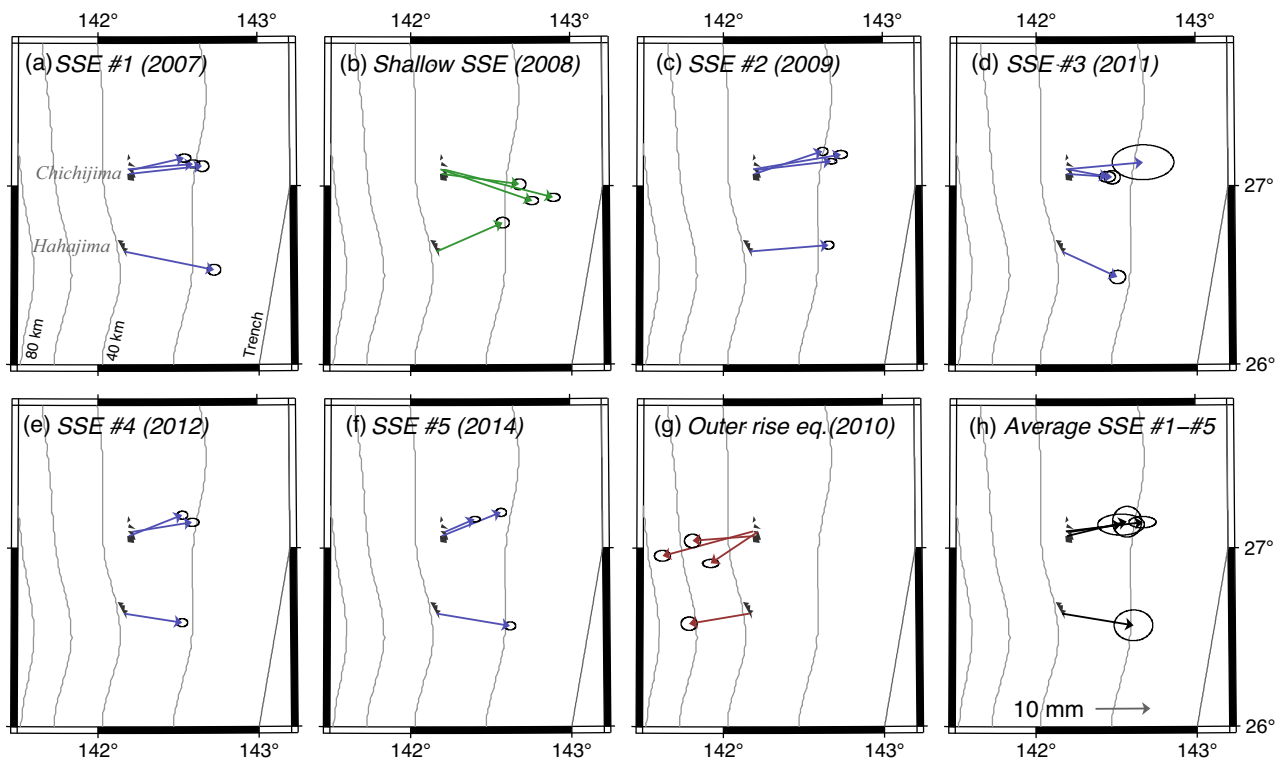 142° 143° 142° 143° 142° 143° 142° 143°
(a) SSE #1 (2007)
(b) Shallow SSE (2008)
(c) SSE #2 (2009)
(d) SSE #3 (2011)
Chichijima
27°
Hahajima
80 km
40 km
Trench
26°
(e) SSE #4 (2012)
(f) SSE #5 (2014)
(g) Outer rise eq.(2010)
(h) Average SSE #1–#5
27°
10 mm
26°
142° 143° 142° 143° 142° 143° 142° 143°